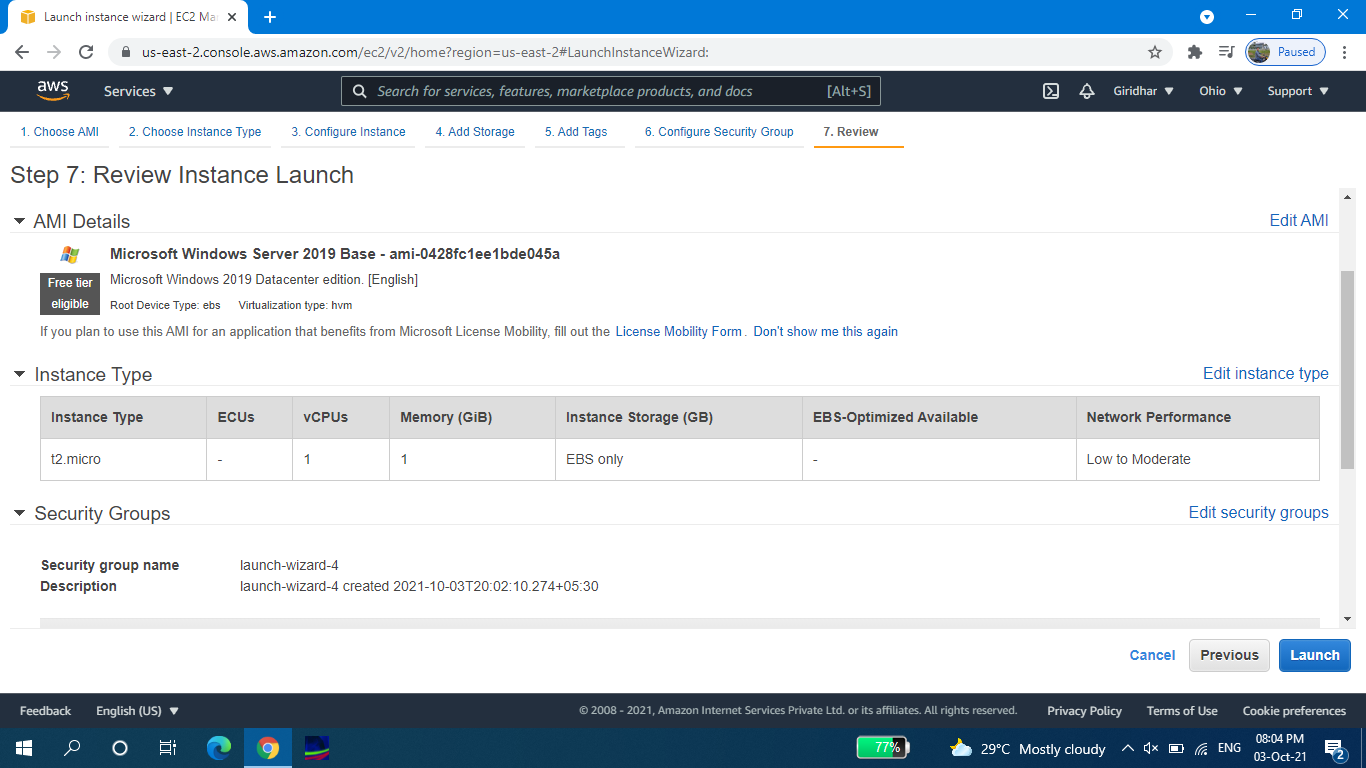 Launch instance wizard | EC2 Ma
us-east-2.console.aws.amazon.com/ec2/v2/home?region=us-east-2#LaunchInstanceWizard:
Paused
aws Services Search for services, features, marketplace products, and docs [Alt+S] Giridhar Ohio Support
1. Choose AMI 2. Choose Instance Type 3. Configure Instance 4. Add Storage 5. Add Tags 6. Configure Security Group 7. Review
Step 7: Review Instance Launch
AMI Details Edit AMI
Microsoft Windows Server 2019 Base - ami-0428fc1ee1bde045a
Free tier eligible
Microsoft Windows 2019 Datacenter edition. [English]
Root Device Type: ebs Virtualization type: hvm
If you plan to use this AMI for an application that benefits from Microsoft License Mobility, fill out the License Mobility Form. Don't show me this again
Instance Type Edit instance type
Instance Type ECUs vCPUs Memory (GiB) Instance Storage (GB) EBS-Optimized Available Network Performance
t2.micro - 1 1 EBS only - Low to Moderate
Security Groups Edit security groups
Security group name launch-wizard-4
Description launch-wizard-4 created 2021-10-03T20:02:10.274+05:30
Cancel Previous Launch
Feedback English (US) © 2008 - 2021, Amazon Internet Services Private Ltd. or its affiliates. All rights reserved. Privacy Policy Terms of Use Cookie preferences
77% 29°C Mostly cloudy ENG 08:04 PM
03-Oct-21 2